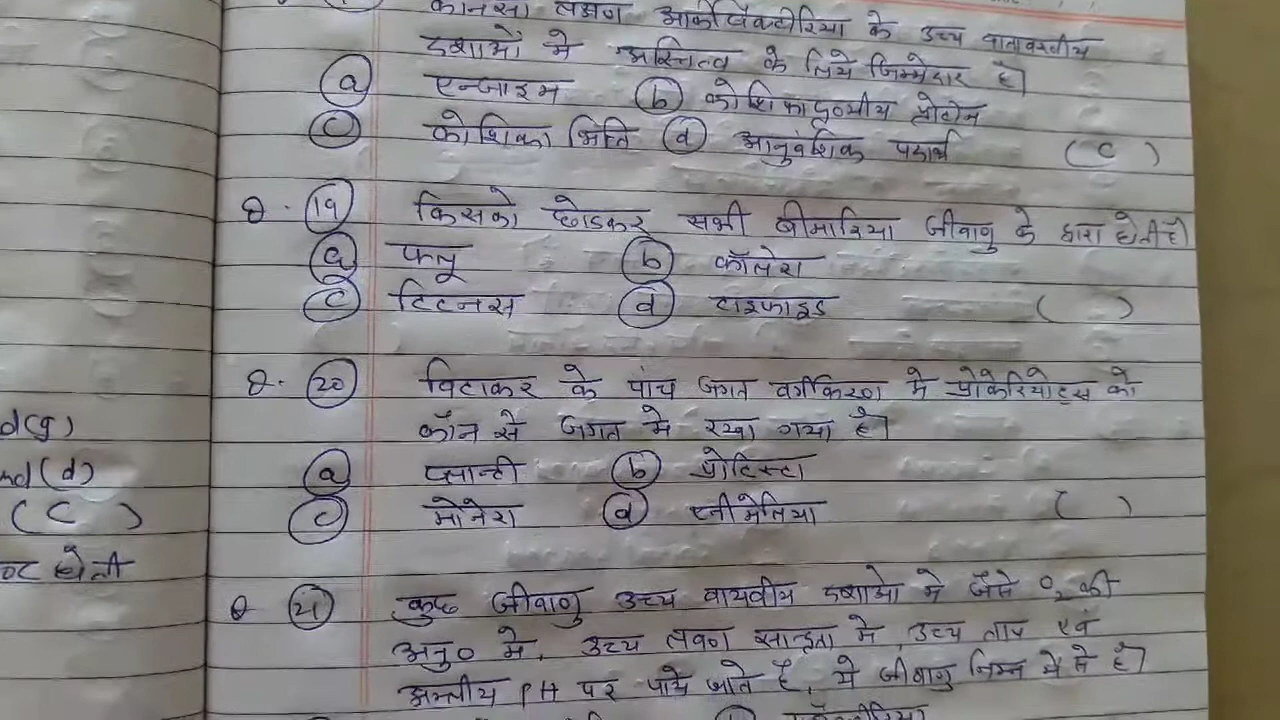 कौनसा लक्षण आर्कीबैक्टीरिया के उच्च वातावरणीय
दशाओं मे अस्तित्व के लिये जिम्मेदार है।
(a) एन्जाइम (b) कोशिकाद्रव्यीय प्रोटीन
(c) कोशिका भित्ति (d) आनुवंशिक पदार्थ ( C )
Q. (19) किसको छोडकर सभी बीमारिया जीवाणु के द्वारा होती है।
(a) फ्लू (b) कॉलेरा
(c) टिटनस (d) टाइफाइड ( )
Q. (20) विटाकर के पांच जगत वर्गीकरण मे प्रोकेरियोट्स को
कॉन से जगत मे रखा गया है।
(a) प्लान्टी (b) प्रोटिस्टा
(c) मोनेरा (d) एनीमेलिया ( )
Q (21) कुछ जीवाणु उच्च वायवीय दशाओ मे जैसे O2 की
अनु० मे, उच्च लवण सान्द्रता मे, उच्च ताप एवं
अम्लीय PH पर पाये जाते है, ये जीवाणु निम्न मे से है।
(b)
d(g)
nd(d)
( C )
होती